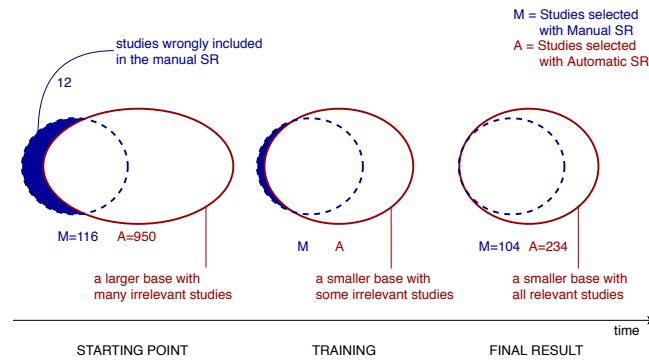 M = Studies selected
with Manual SR
A = Studies selected
with Automatic SR
studies wrongly included
in the manual SR
12
M=116 A=950
M A
M=104 A=234
a larger base with
many irrelevant studies
a smaller base with
some irrelevant studies
a smaller base with
all relevant studies
time
STARTING POINT
TRAINING
FINAL RESULT